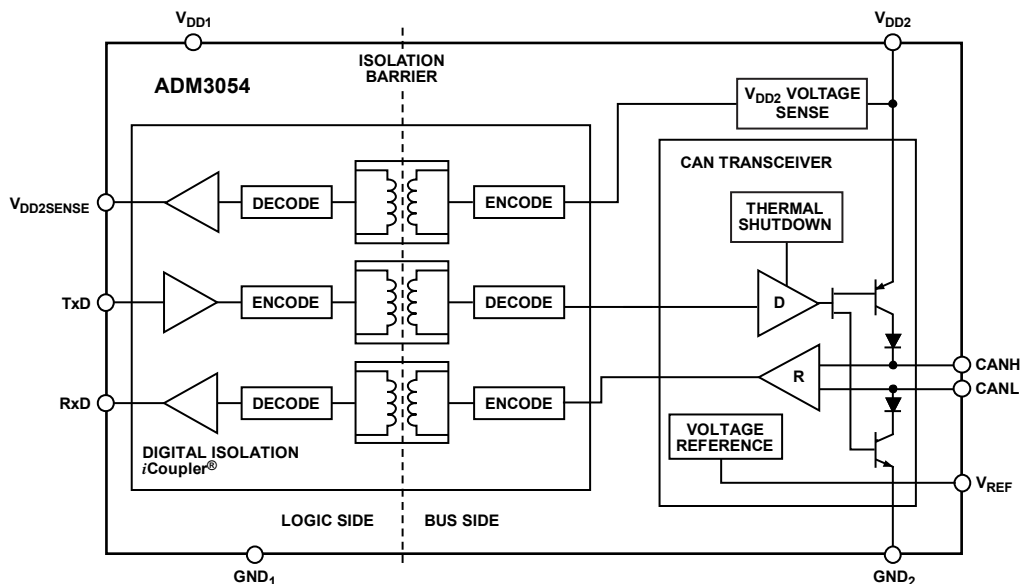 VDD1
VDD2
ADM3054
ISOLATION
BARRIER
VDD2 VOLTAGE
SENSE
CAN TRANSCEIVER
VDD2SENSE
DECODE
ENCODE
THERMAL
SHUTDOWN
TxD
ENCODE
DECODE
D
CANH
CANL
RxD
DECODE
ENCODE
R
VOLTAGE
REFERENCE
DIGITAL ISOLATION
iCoupler®
VREF
LOGIC SIDE
BUS SIDE
GND1
GND2